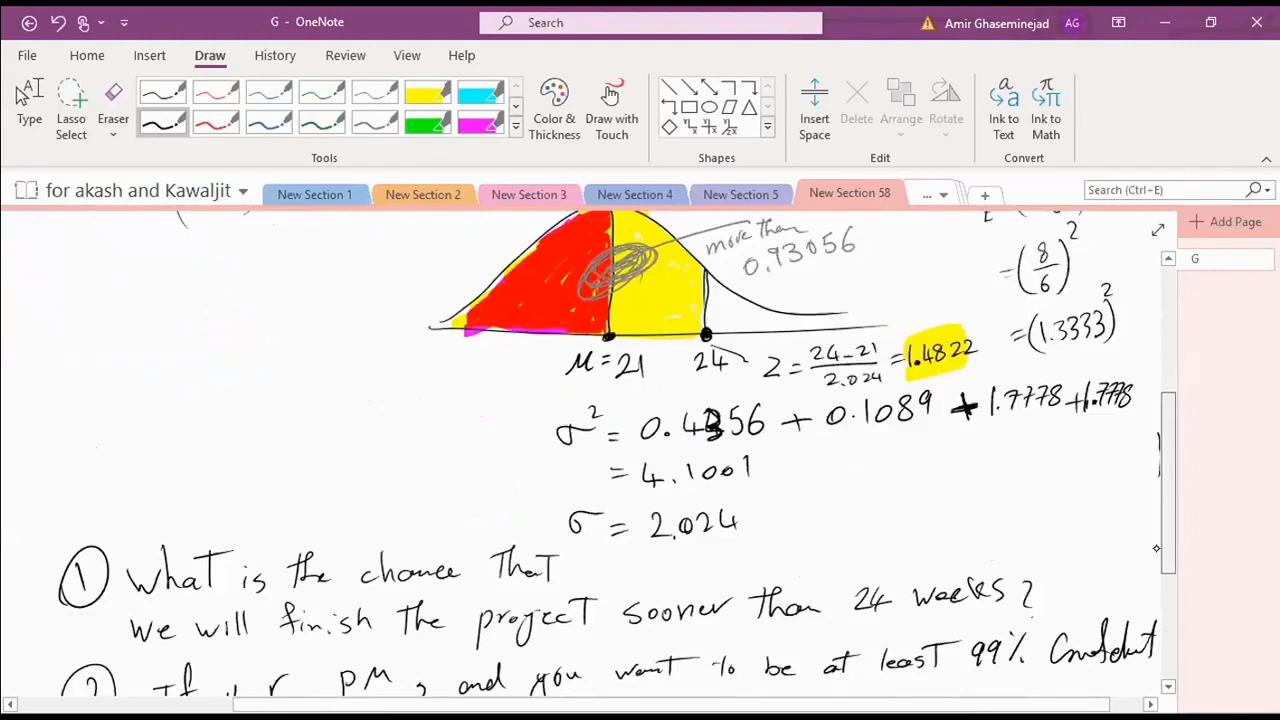 G - OneNote
Search
Amir Ghaseminejad AG
File Home Insert Draw History Review View Help
Type
Lasso Select
Eraser
Color & Thickness
Draw with Touch
Insert Space
Delete
Arrange
Rotate
Ink to Text
Ink to Math
Tools
Shapes
Edit
Convert
for akash and Kawaljit
New Section 1
New Section 2
New Section 3
New Section 4
New Section 5
New Section 58
...
Search (Ctrl+E)
Add Page
G
more than
0.93056
= (8/6)²
= (1.3333)²
μ = 21
24
Z = (24-21)/2.024 = 1.4822
σ² = 0.4356 + 0.1089 + 1.7778 + 1.7778
= 4.1001
σ = 2.024
① What is the chance that
we will finish the project sooner than 24 weeks?
② If PM, and you want to be at least 99% Confident